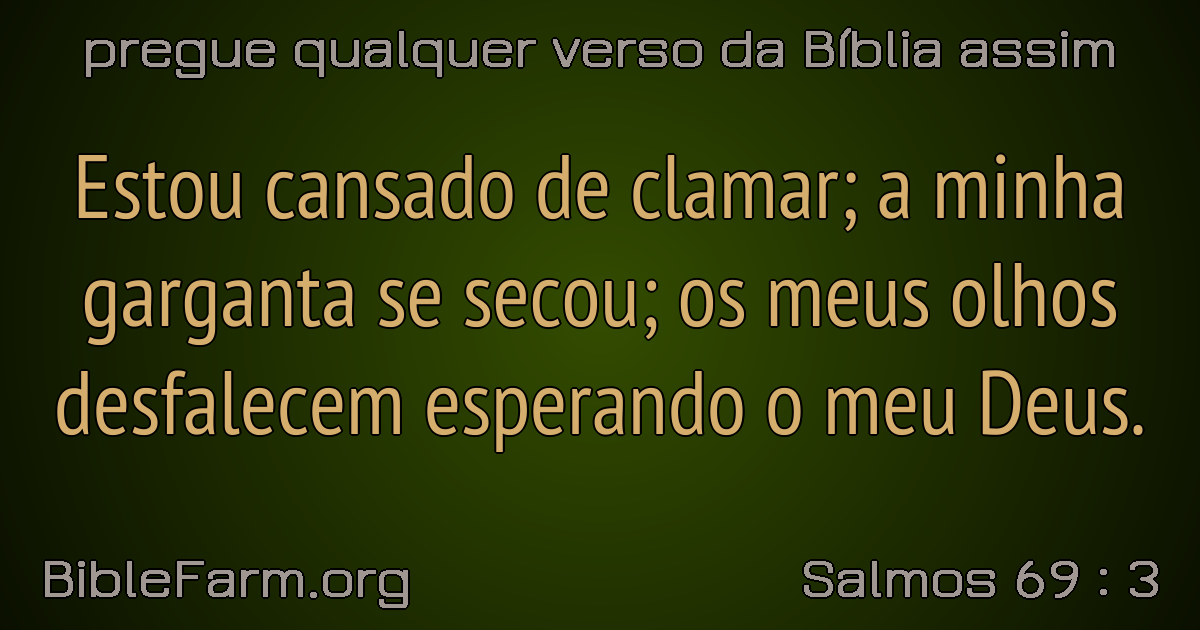 pregue qualquer verso da Bíblia assim
Estou cansado de clamar; a minha
garganta se secou; os meus olhos
desfalecem esperando o meu Deus.
BibleFarm.org
Salmos 69 : 3